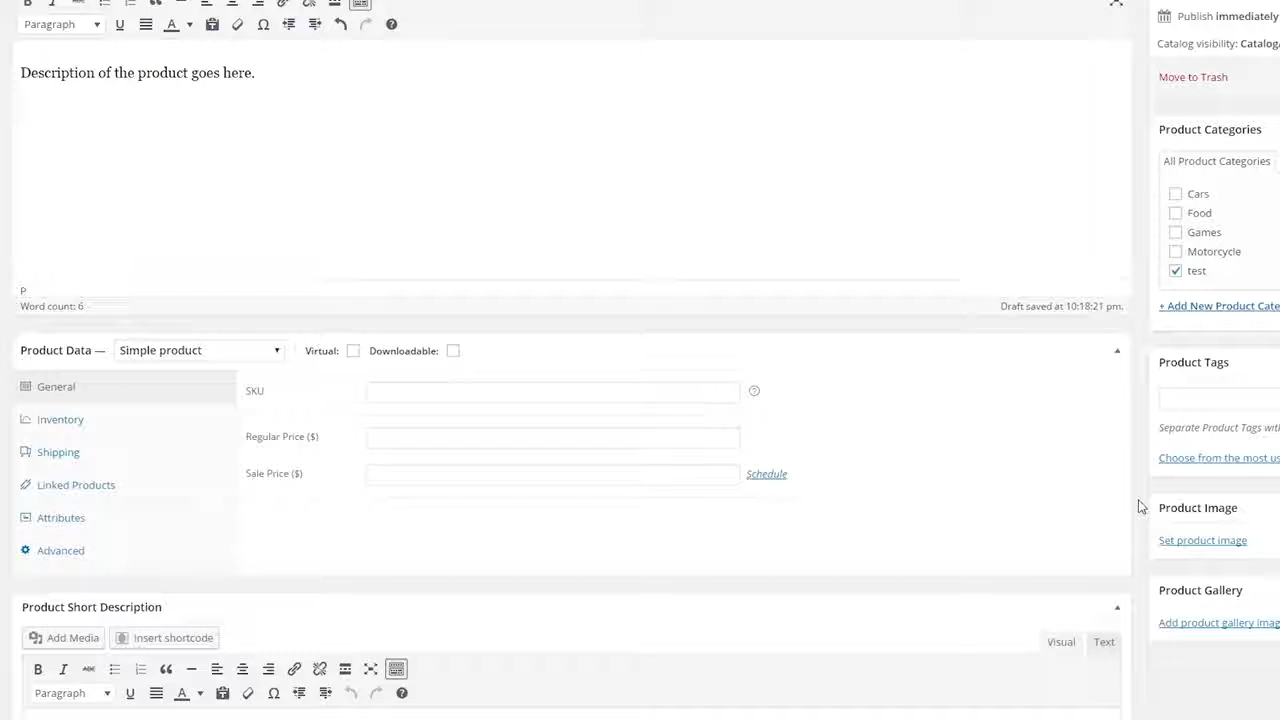 Paragraph
Publish immediately
Catalog visibility: Catalog
Move to Trash
Description of the product goes here.
Product Categories
All Product Categories
Cars
Food
Games
Motorcycle
test
P
Word count: 6
Draft saved at 10:18:21 pm.
+ Add New Product Cate
Product Data —
Simple product
Virtual:
Downloadable:
General
Inventory
Shipping
Linked Products
Attributes
Advanced
SKU
Regular Price ($)
Sale Price ($)
Schedule
Product Tags
Separate Product Tags wit
Choose from the most us
Product Image
Set product image
Product Gallery
Add product gallery imag
Product Short Description
Add Media
Insert shortcode
Visual
Text
B I ABC
Paragraph
U
A
Ω